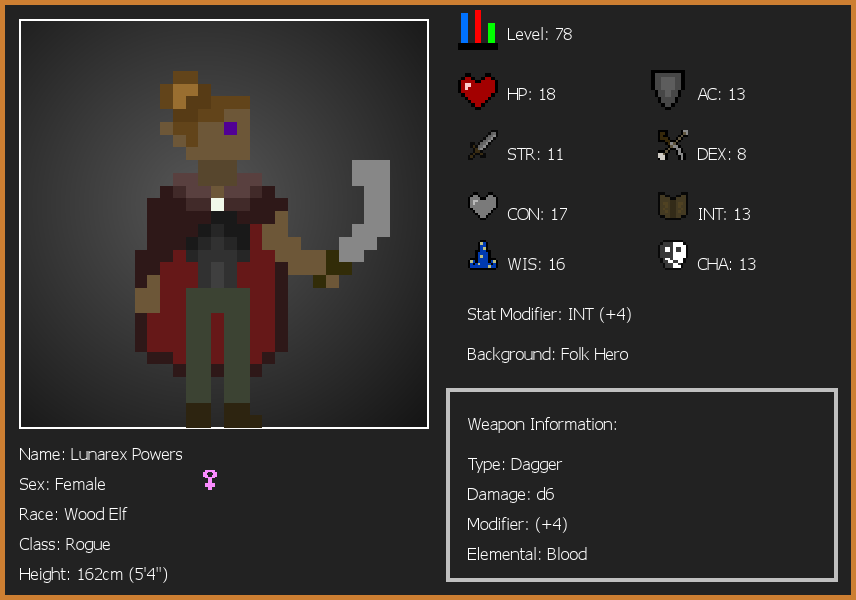 Level: 78
HP: 18
AC: 13
STR: 11
DEX: 8
CON: 17
INT: 13
WIS: 16
CHA: 13
Stat Modifier: INT (+4)
Background: Folk Hero
Weapon Information:
Type: Dagger
Damage: d6
Modifier: (+4)
Elemental: Blood
Name: Lunarex Powers
Sex: Female
Race: Wood Elf
Class: Rogue
Height: 162cm (5'4")